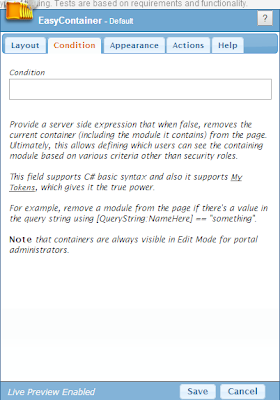 ving. Tests are based on requirements and functionality.
EasyContainer - Default
?
Layout
Condition
Appearance
Actions
Help
Condition
Provide a server side expression that when false, removes the
current container (including the module it contains) from the page.
Utimately, this allows defining which users can see the containing
module based on various criteria other than security roles.
This field supports C# basic syntax and also it supports My
Tokens, which gives it the true power.
For example, remove a module from the page if there's a value in
the query string using [QueryString:NameHere] == "something".
Note that containers are always visible in Edit Mode for portal
administrators.
Live Preview Enabled
Save
Cancel